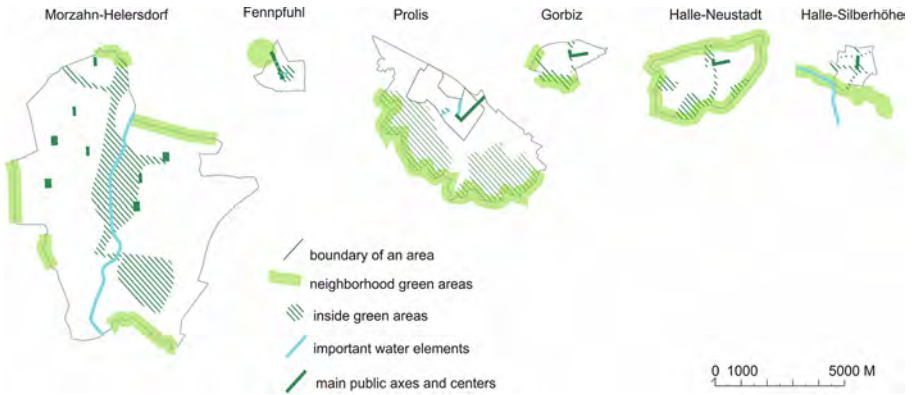 Morzahn-Helersdorf Fennpfuhl Prolis Gorbiz Halle-Neustadt Halle-Silberhöhe
boundary of an area
neighborhood green areas
inside green areas
important water elements
main public axes and centers
0 1000 5000 M